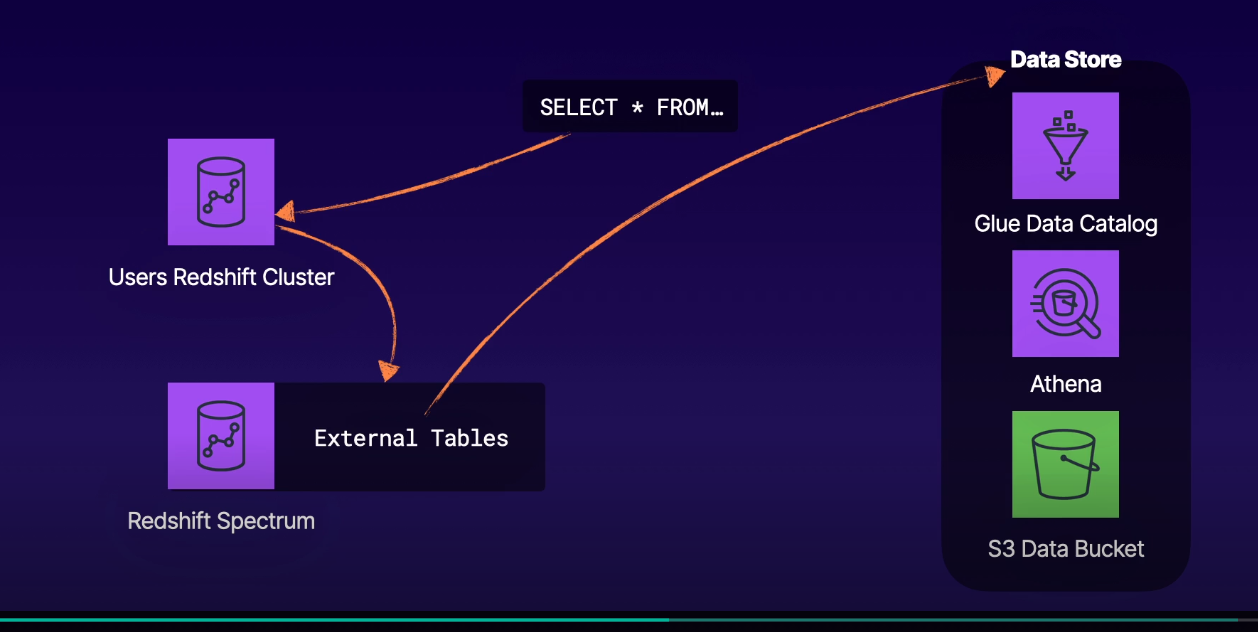 Data Store
SELECT * FROM…
Glue Data Catalog
Users Redshift Cluster
Athena
External Tables
Redshift Spectrum
S3 Data Bucket